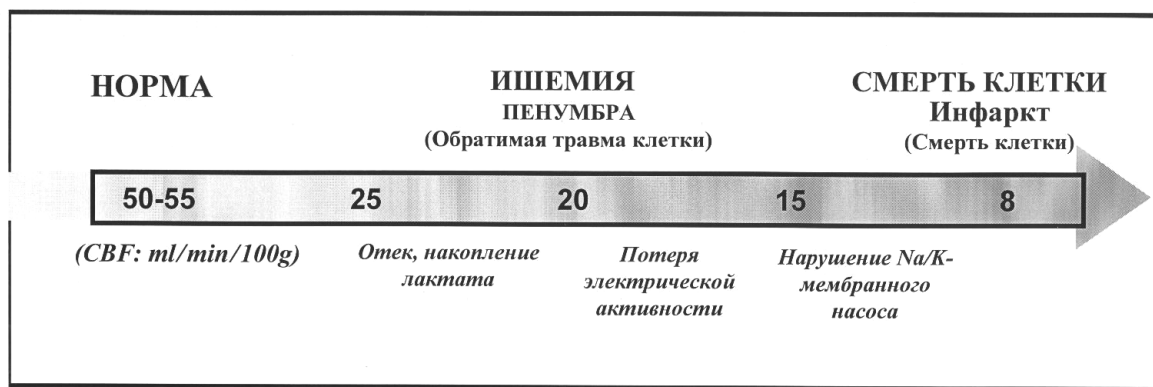 НОРМА
ИШЕМИЯ
ПЕНУМБРА
(Обратимая травма клетки)
СМЕРТЬ КЛЕТКИ
Инфаркт
(Смерть клетки)
50-55 25 20 15 8
(CBF: ml/min/100g)
Отек, накопление
лактата
Потеря
электрической
активности
Нарушение Na/K-
мембранного
насоса